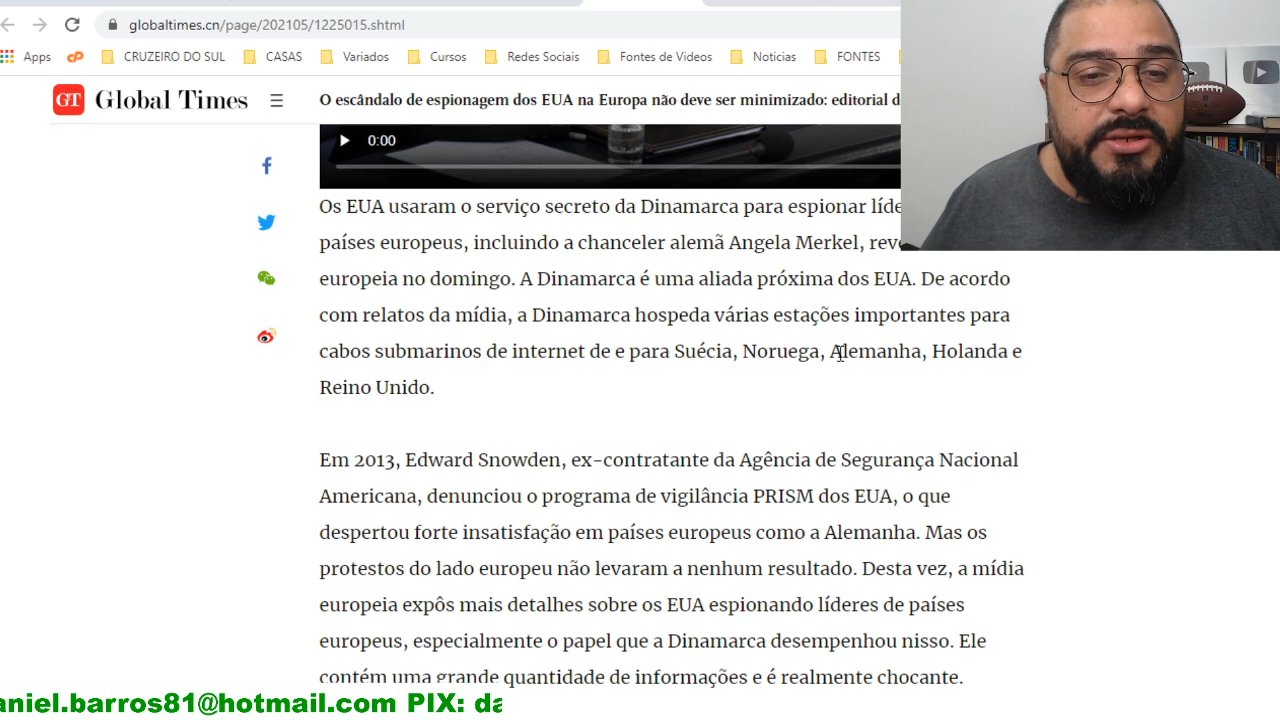 globaltimes.cn/page/202105/1225015.shtml
Apps
CRUZEIRO DO SUL
CASAS
Variados
Cursos
Redes Sociais
Fontes de Videos
Noticias
FONTES
GT Global Times
O escândalo de espionagem dos EUA na Europa não deve ser minimizado: editorial d
0:00
Os EUA usaram o serviço secreto da Dinamarca para espionar líde
países europeus, incluindo a chanceler alemã Angela Merkel, reve
europeia no domingo. A Dinamarca é uma aliada próxima dos EUA. De acordo
com relatos da mídia, a Dinamarca hospeda várias estações importantes para
cabos submarinos de internet de e para Suécia, Noruega, Alemanha, Holanda e
Reino Unido.
Em 2013, Edward Snowden, ex-contratante da Agência de Segurança Nacional
Americana, denunciou o programa de vigilância PRISM dos EUA, o que
despertou forte insatisfação em países europeus como a Alemanha. Mas os
protestos do lado europeu não levaram a nenhum resultado. Desta vez, a mídia
europeia expôs mais detalhes sobre os EUA espionando líderes de países
europeus, especialmente o papel que a Dinamarca desempenhou nisso. Ele
contém uma grande quantidade de informações e é realmente chocante.
aniel.barros81@hotmail.com PIX: da